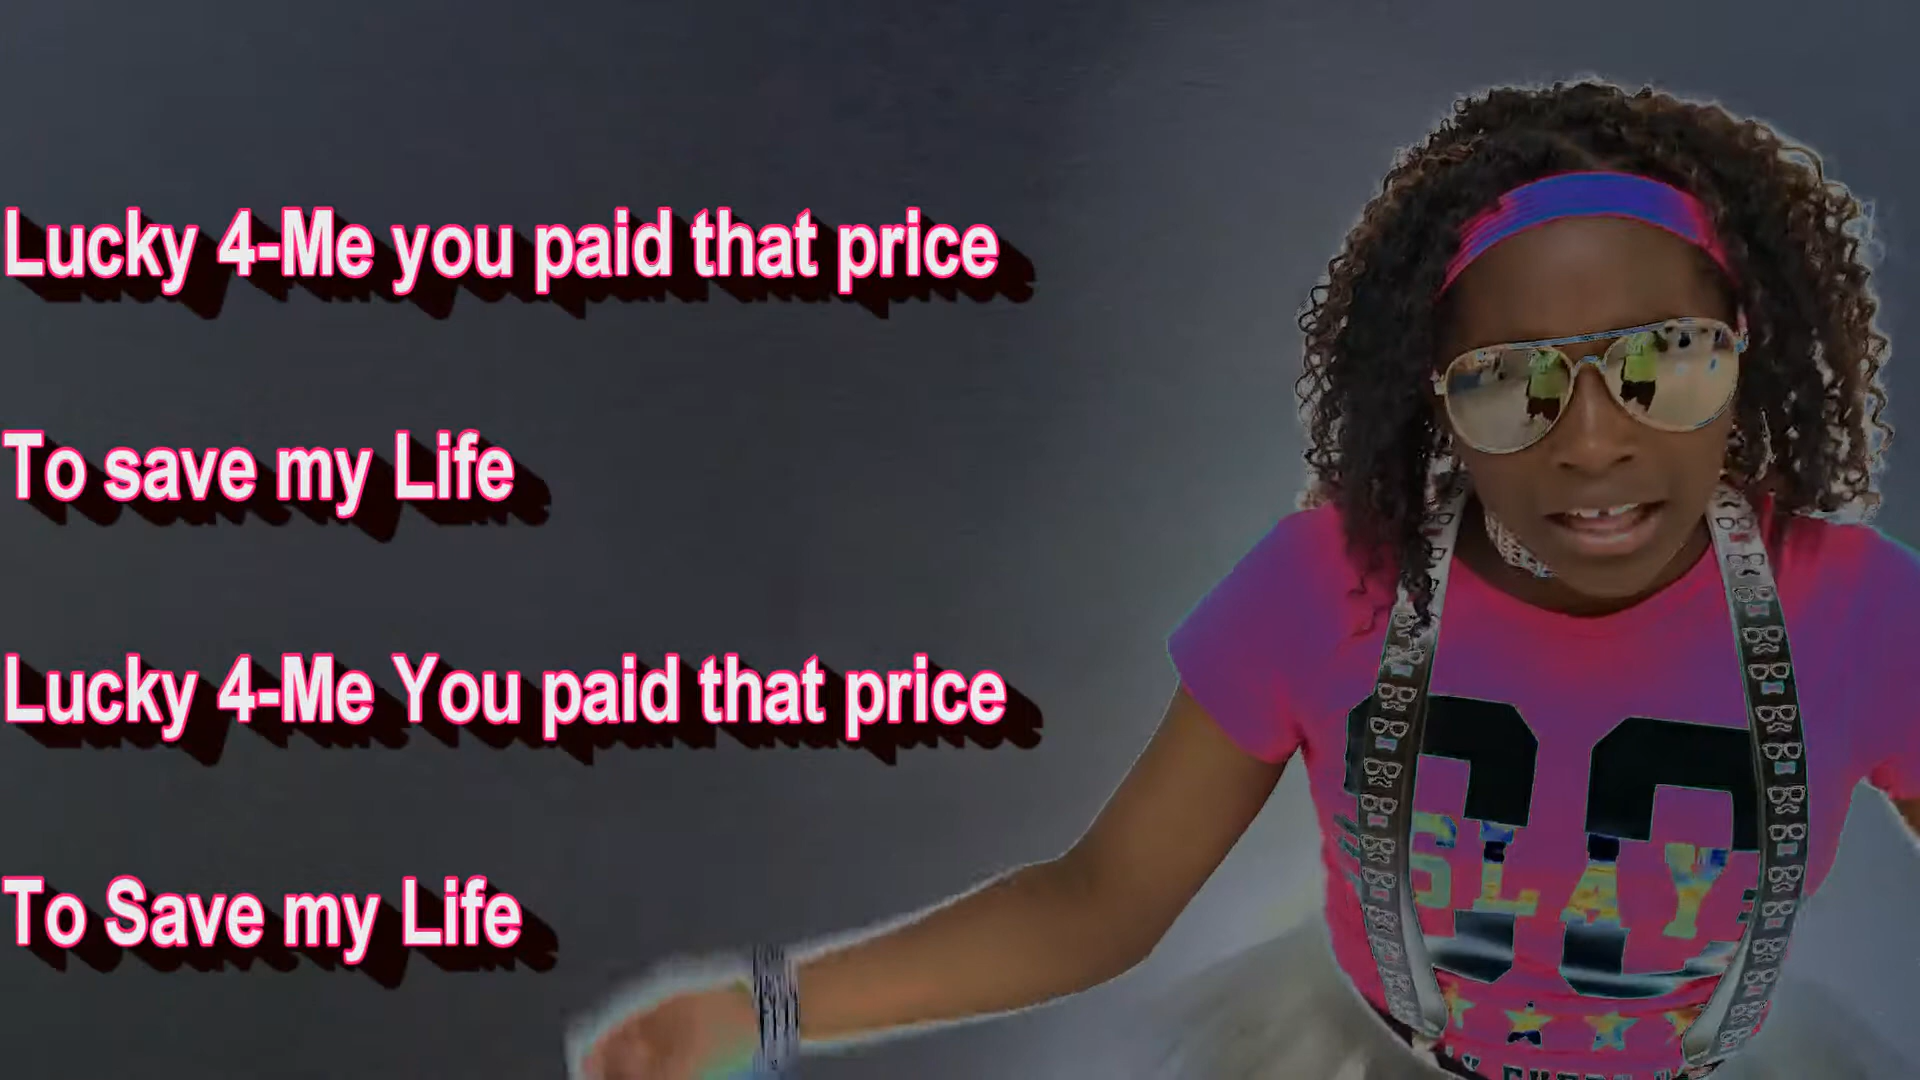 Lucky 4-Me you paid that price
To save my Life
Lucky 4-Me You paid that price
To Save my Life
SLAY